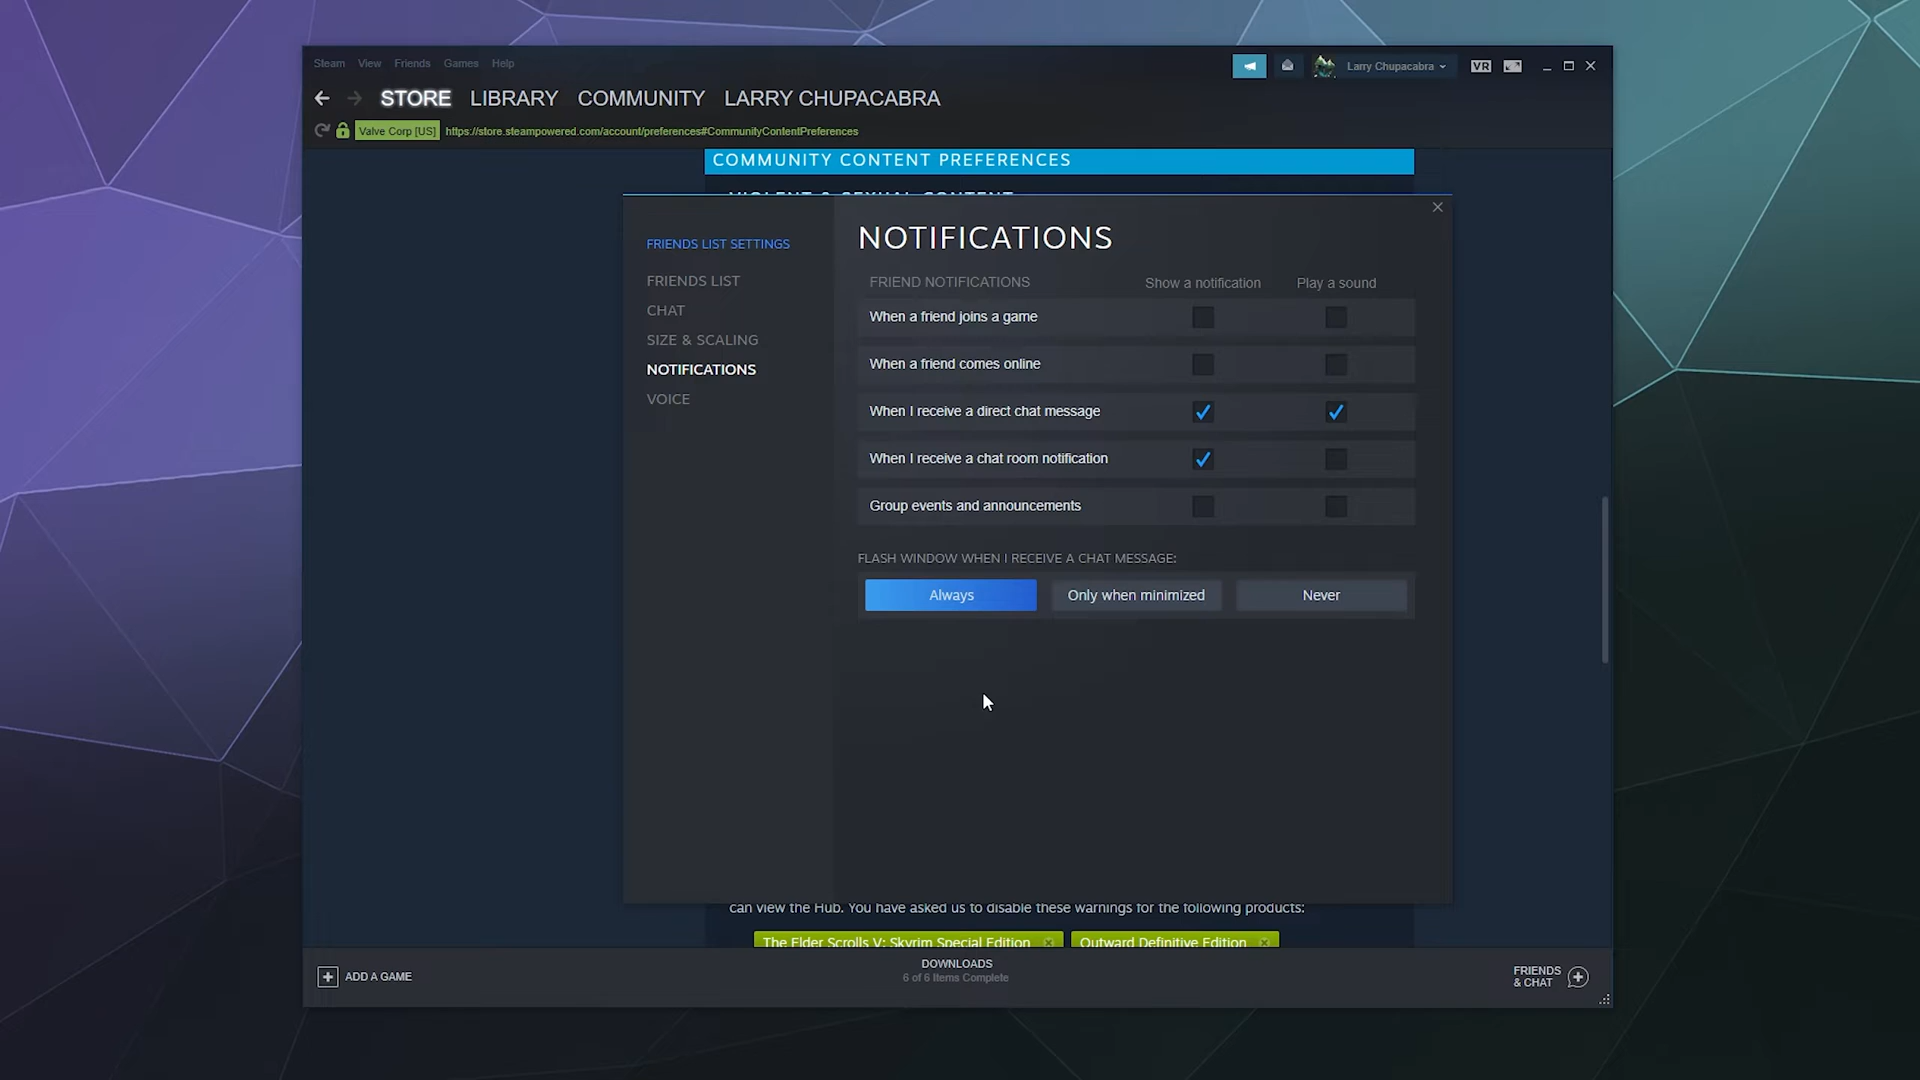 Steam View Friends Games Help
Larry Chupacabra
VR
STORE LIBRARY COMMUNITY LARRY CHUPACABRA
Valve Corp [US] https://store.steampowered.com/account/preferences#CommunityContentPreferences
COMMUNITY CONTENT PREFERENCES
VIOLENT & SEXUAL CONTENT
FRIENDS LIST SETTINGS
FRIENDS LIST
CHAT
SIZE & SCALING
NOTIFICATIONS
VOICE
NOTIFICATIONS
FRIEND NOTIFICATIONS Show a notification Play a sound
When a friend joins a game
When a friend comes online
When I receive a direct chat message
When I receive a chat room notification
Group events and announcements
FLASH WINDOW WHEN I RECEIVE A CHAT MESSAGE:
Always Only when minimized Never
can view the Hub. You have asked us to disable these warnings for the following products:
The Elder Scrolls V: Skyrim Special Edition Outward Definitive Edition
ADD A GAME
DOWNLOADS
6 of 6 Items Complete
FRIENDS
& CHAT